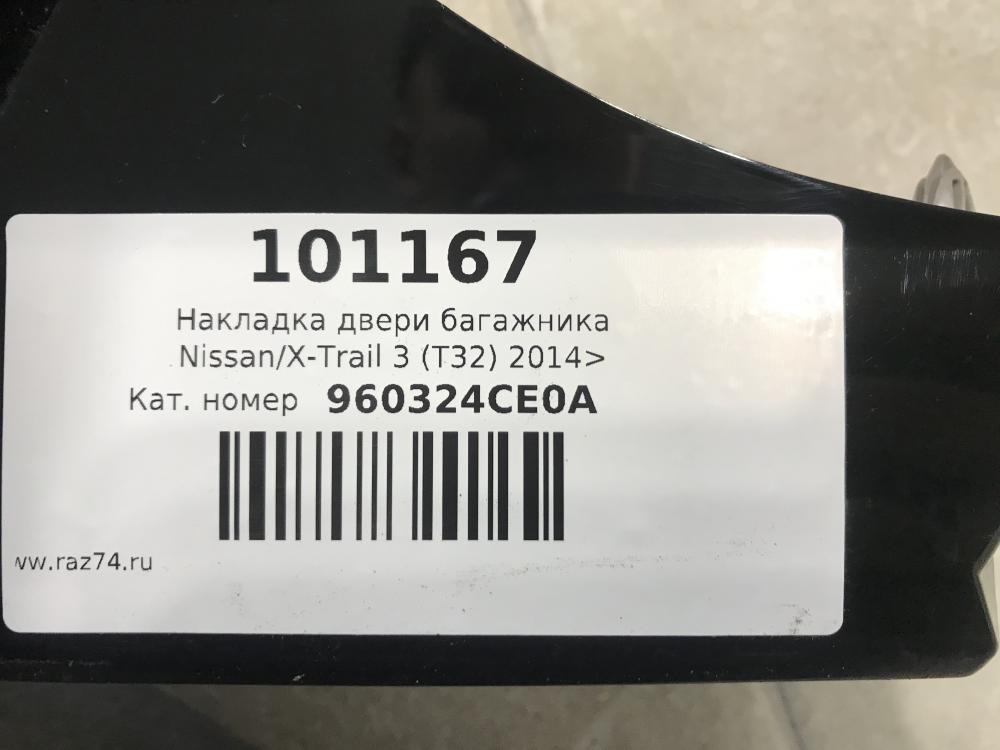 101167
Накладка двери багажника
Nissan/X-Trail 3 (T32) 2014>
Кат. номер 960324CE0A
ww.raz74.ru